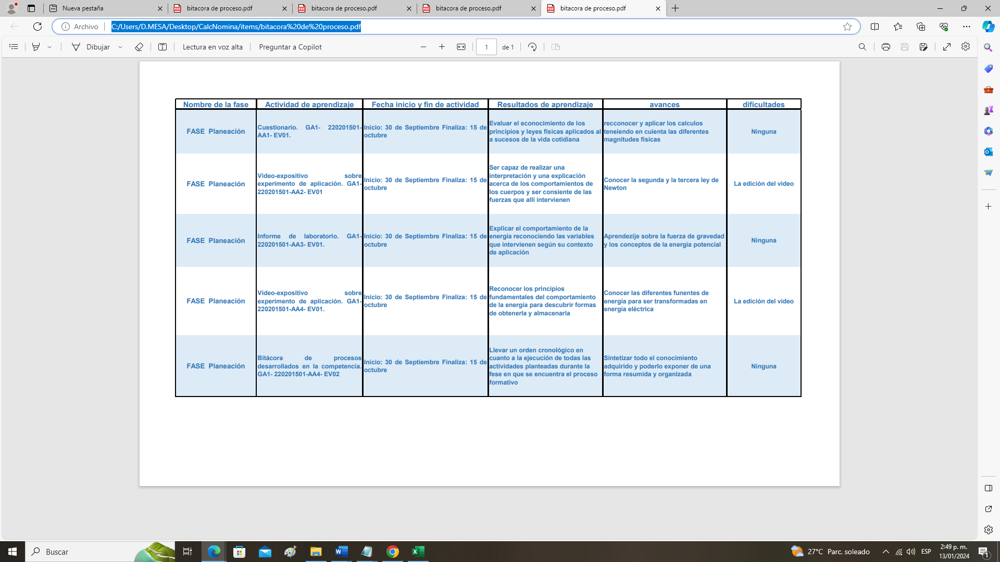 Nueva pestaña
bitacora de proceso.pdf
bitacora de proceso.pdf
bitacora de proceso.pdf
bitacora de proceso.pdf
Archivo
C:/Users/D.MESA/Desktop/CalcNomina/items/bitacora%20de%20proceso.pdf
Dibujar
Lectura en voz alta
Preguntar a Copilot
1
de 1
Nombre de la fase
Actividad de aprendizaje
Fecha inicio y fin de actividad
Resultados de aprendizaje
avances
dificultades
FASE Planeación
Cuestionario. GA1- 220201501-
AA1- EV01.
Inicio: 30 de Septiembre Finaliza: 15 de
octubre
Evaluar el econocimiento de los
principios y leyes físicas aplicados al
a sucesos de la vida cotidiana
recconocer y aplicar los calculos
teneiendo en cuienta las diferentes
magnitudes físicas
Ninguna
FASE Planeación
Video-expositivo sobre
experimento de aplicación. GA1-
220201501-AA2- EV01
Inicio: 30 de Septiembre Finaliza: 15 de
octubre
Ser capaz de realizar una
interpretación y una explicación
acerca de los comportamientos de
los cuerpos y ser consiente de las
fuerzas que allí intervienen
Conocer la segunda y la tercera ley de
Newton
La edición del video
FASE Planeación
Informe de laboratorio. GA1-
220201501-AA3- EV01.
Inicio: 30 de Septiembre Finaliza: 15 de
octubre
Explicar el comportamiento de la
energía reconociendo las variables
que intervienen según su contexto
de aplicación
Aprendezije sobre la fuerza de gravedad
y los conceptos de la energía potencial
Ninguna
FASE Planeación
Video-expositivo sobre
experimento de aplicación. GA1-
220201501-AA4- EV01.
Inicio: 30 de Septiembre Finaliza: 15 de
octubre
Reconocer los principios
fundamentales del comportamiento
de la energía para descubrir formas
de obtenerla y almacenarla
Conocer las diferentes funentes de
energía para ser transformadas en
energía eléctrica
La edición del video
FASE Planeación
Bitácora de procesos
desarrollados en la competencia.
GA1- 220201501-AA4- EV02
Inicio: 30 de Septiembre Finaliza: 15 de
octubre
Llevar un orden cronológico en
cuanto a la ejecución de todas las
actividades planteadas durante la
fese en que se encuentra el proceso
formativo
Sintetizar todo el conocimiento
adquirido y poderlo exponer de una
forma resumida y organizada
Ninguna
Buscar
27°C Parc. soleado
ESP
2:49 p. m.
13/01/2024
1